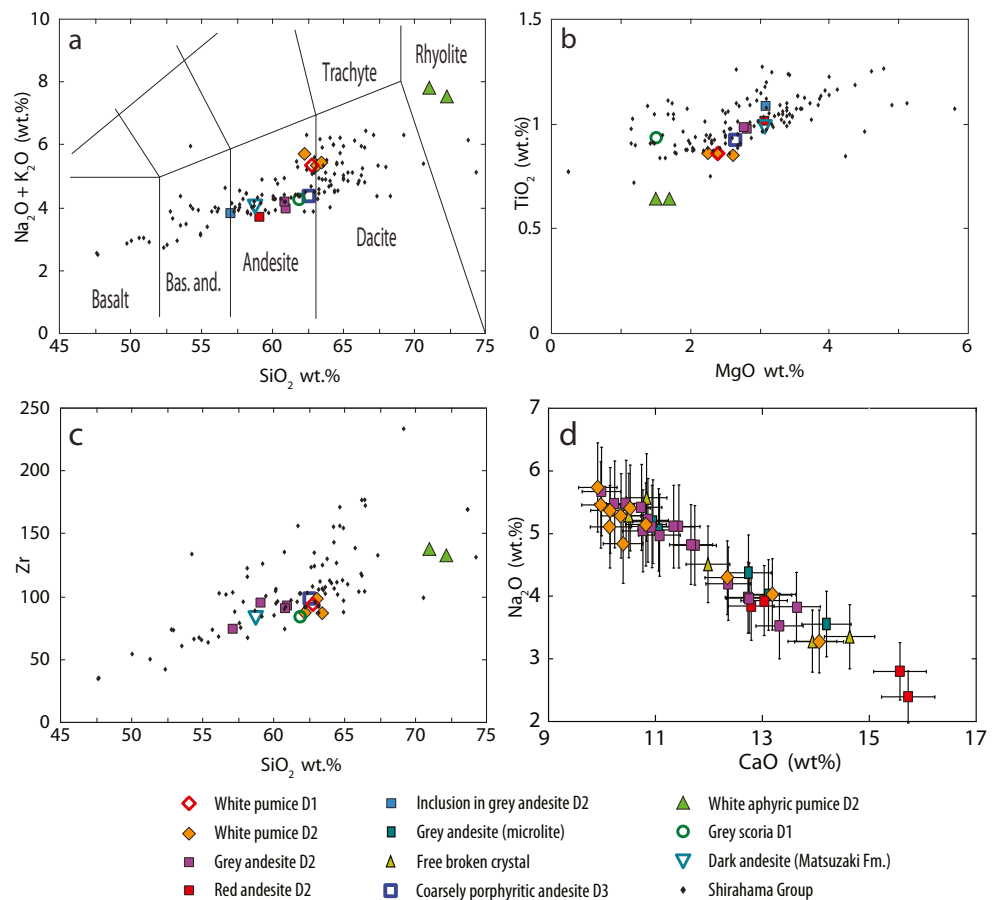 a
10
8
6
4
2
0
Na₂O + K₂O (wt.%)
Trachyte
Rhyolite
Basalt
Bas. and.
Andesite
Dacite
45 50 55 60 65 70 75
SiO₂ wt.%
b
1.5
1.0
0.5
0
TiO₂ (wt.%)
2 4 6
MgO wt.%
c
250
200
150
100
50
0
Zr
45 50 55 60 65 70 75
SiO₂ wt.%
d
7
6
5
4
3
2
Na₂O (wt.%)
9 11 13 15 17
CaO (wt%)
White pumice D1
White pumice D2
Grey andesite D2
Red andesite D2
Inclusion in grey andesite D2
Grey andesite (microlite)
Free broken crystal
Coarsely porphyritic andesite D3
White aphyric pumice D2
Grey scoria D1
Dark andesite (Matsuzaki Fm.)
Shirahama Group